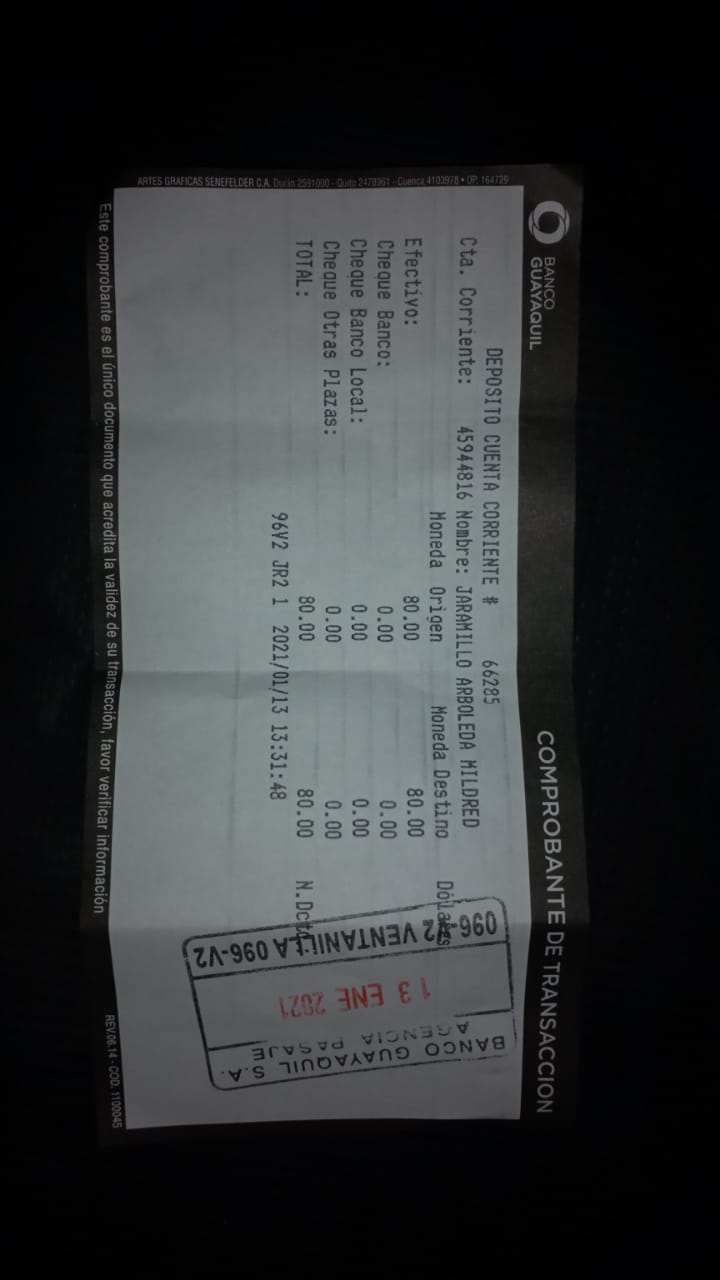 ARTES GRAFICAS SENEFELDER C.A. Durán 2591000 - Quito 2478961 - Cuenca 4103978 • OP. 164729
BANCO
GUAYAQUIL
COMPROBANTE DE TRANSACCION
DEPOSITO CUENTA CORRIENTE # 66285
Cta. Corriente: 45944816 Nombre: JARAMILLO ARBOLEDA MILDRED
Moneda Origen Moneda Destino Dólares
Efectivo: 80.00 80.00
Cheque Banco: 0.00 0.00
Cheque Banco Local: 0.00 0.00
Cheque Otras Plazas: 0.00 0.00
TOTAL: 80.00 80.00 N.Dct
96V2 JR2 1 2021/01/13 13:31:48
BANCO GUAYAQUIL S.A.
AGENCIA PASAJE
13 ENE 2021
VENTANILLA 096-V2
Este comprobante es el único documento que acredita la validez de su transacción, favor verificar información
REV.06.14 - COD. 1100045